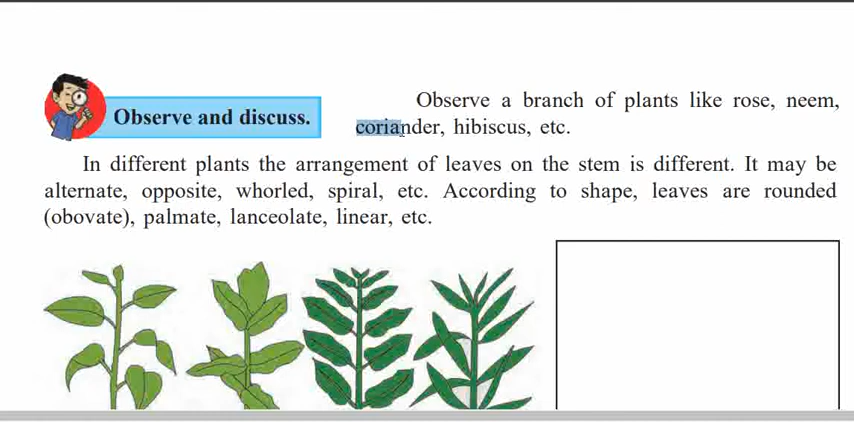 Observe and discuss.
Observe a branch of plants like rose, neem,
coriander, hibiscus, etc.
In different plants the arrangement of leaves on the stem is different. It may be
alternate, opposite, whorled, spiral, etc. According to shape, leaves are rounded
(obovate), palmate, lanceolate, linear, etc.